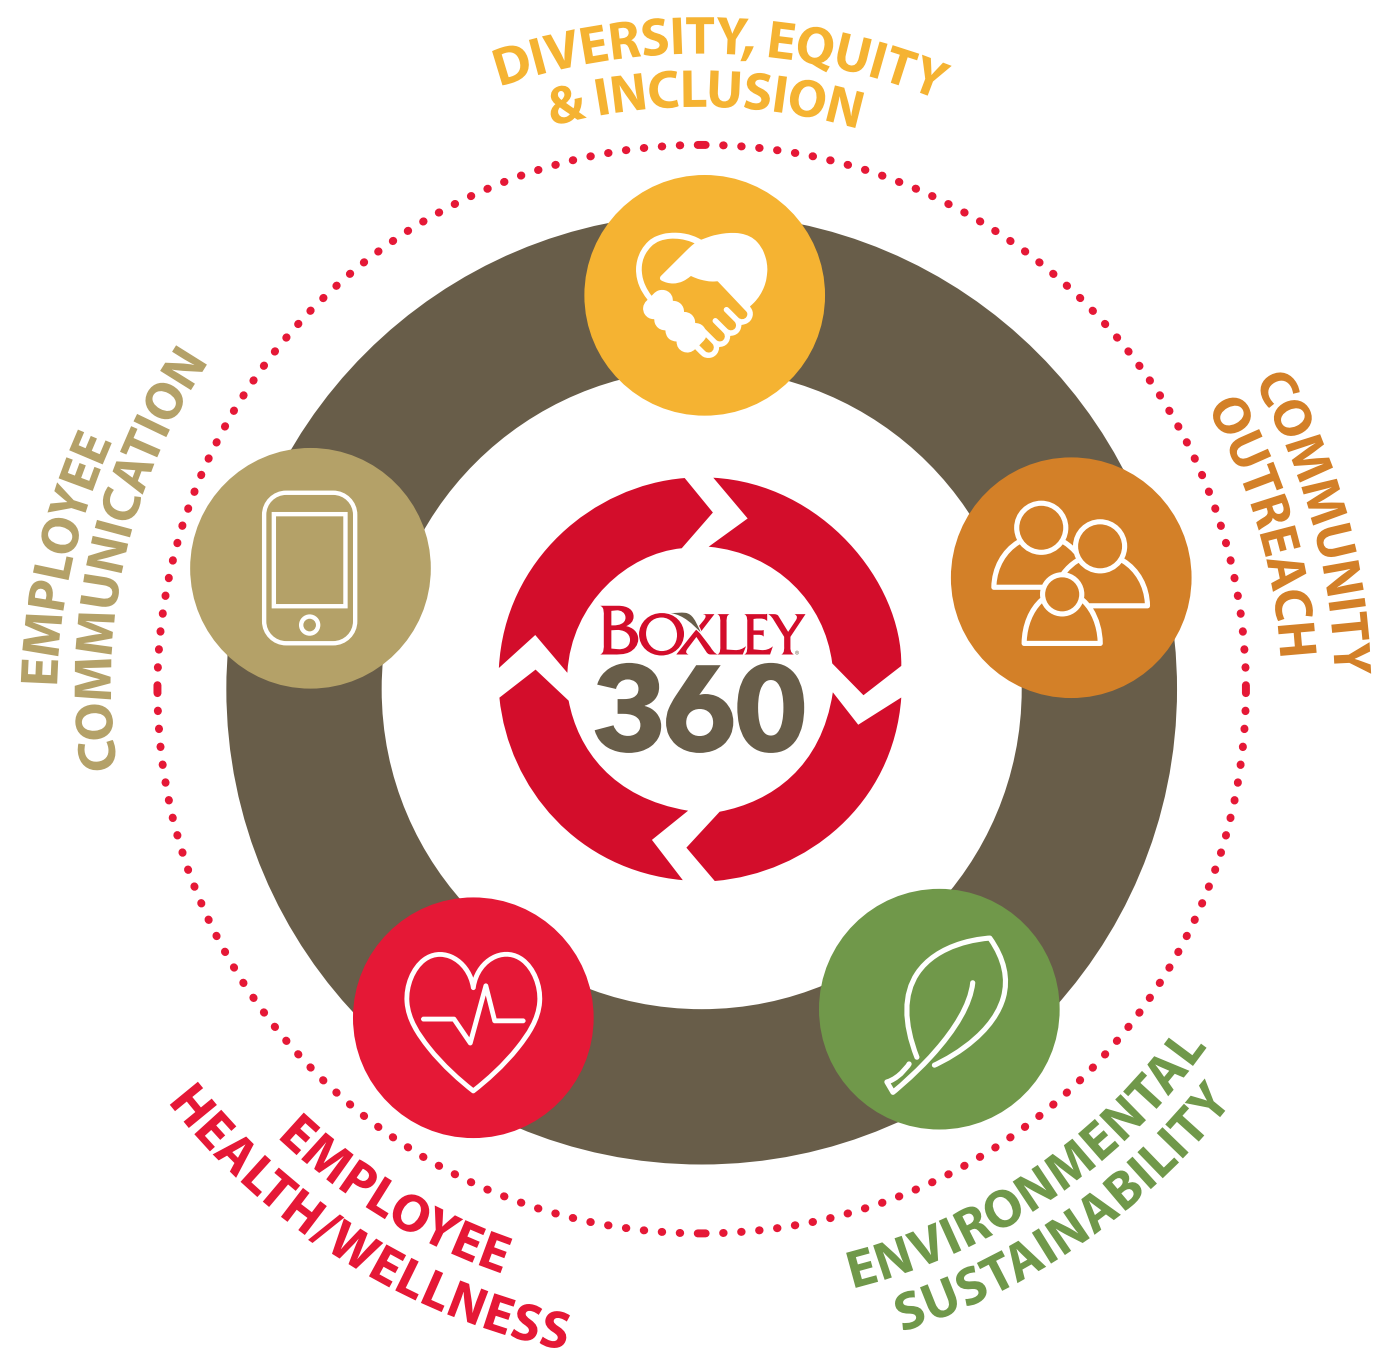 DIVERSITY, EQUITY
& INCLUSION
COMMUNITY
OUTREACH
ENVIRONMENTAL
SUSTAINABILITY
EMPLOYEE
HEALTH/WELLNESS
EMPLOYEE
COMMUNICATION
BOXLEY®
360